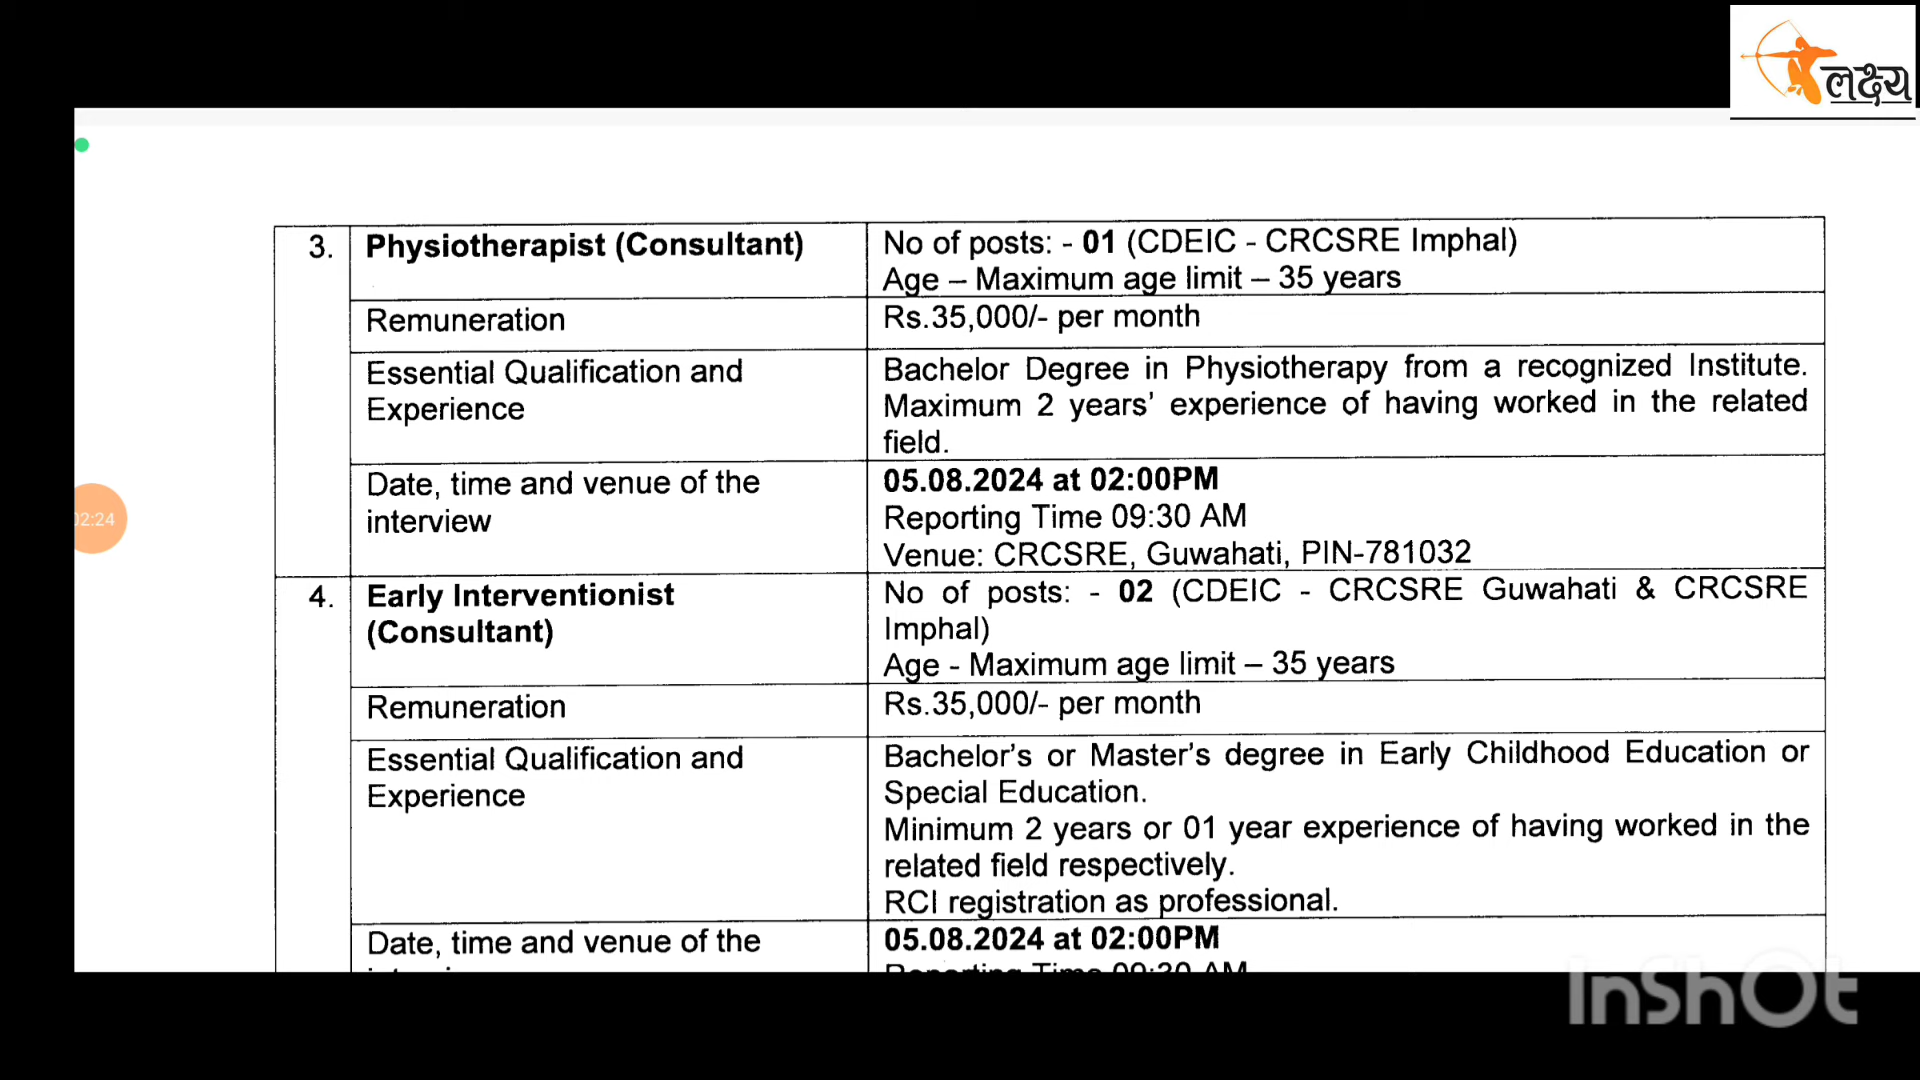 लक्ष्य
3.
Physiotherapist (Consultant)
No of posts: - 01 (CDEIC - CRCSRE Imphal)
Age – Maximum age limit – 35 years
Remuneration
Rs.35,000/- per month
Essential Qualification and
Experience
Bachelor Degree in Physiotherapy from a recognized Institute.
Maximum 2 years' experience of having worked in the related
field.
Date, time and venue of the
interview
05.08.2024 at 02:00PM
Reporting Time 09:30 AM
Venue: CRCSRE, Guwahati, PIN-781032
02:24
4.
Early Interventionist
(Consultant)
No of posts: - 02 (CDEIC - CRCSRE Guwahati & CRCSRE
Imphal)
Age - Maximum age limit – 35 years
Remuneration
Rs.35,000/- per month
Essential Qualification and
Experience
Bachelor's or Master's degree in Early Childhood Education or
Special Education.
Minimum 2 years or 01 year experience of having worked in the
related field respectively.
RCI registration as professional.
Date, time and venue of the
05.08.2024 at 02:00PM
Reporting Time 09:30 AM
InShOt